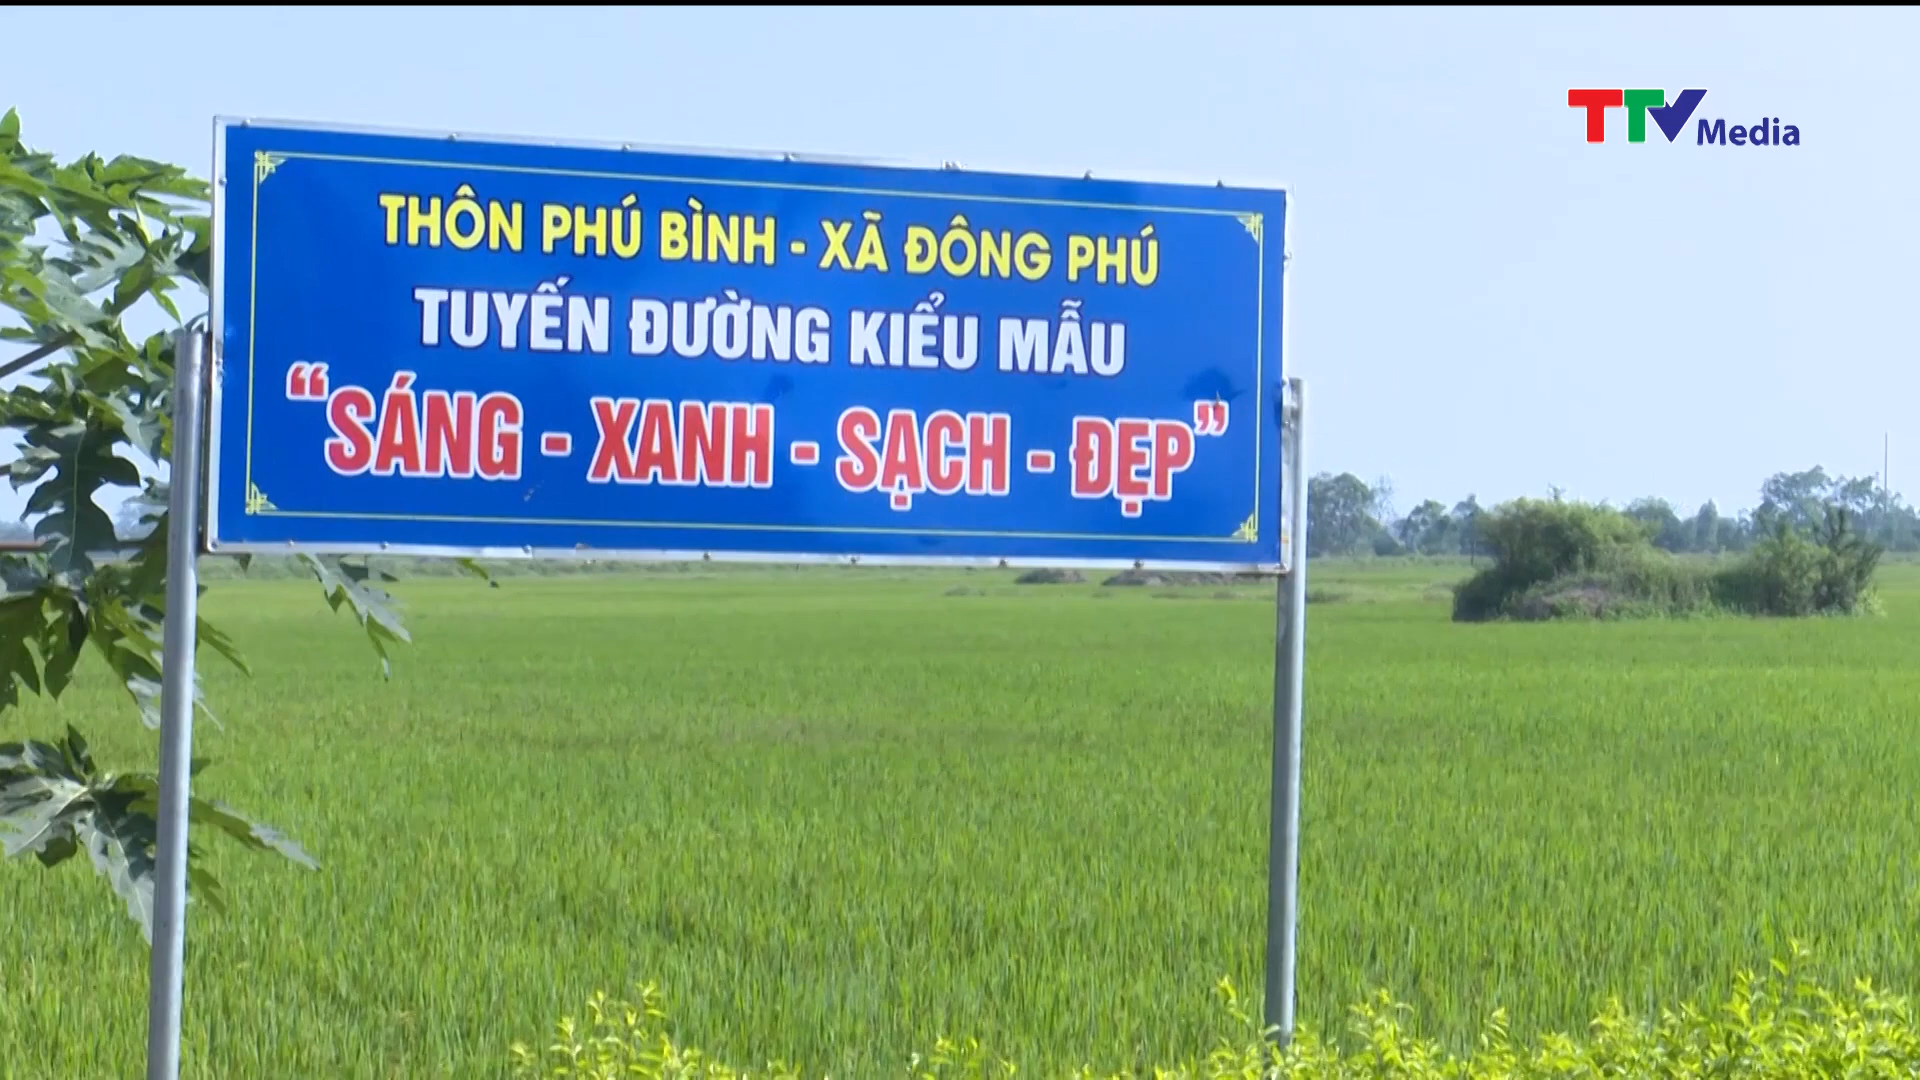 TTV Media
THÔN PHÚ BÌNH - XÃ ĐÔNG PHÚ
TUYẾN ĐƯỜNG KIỂU MẪU
“SÁNG - XANH - SẠCH - ĐẸP”